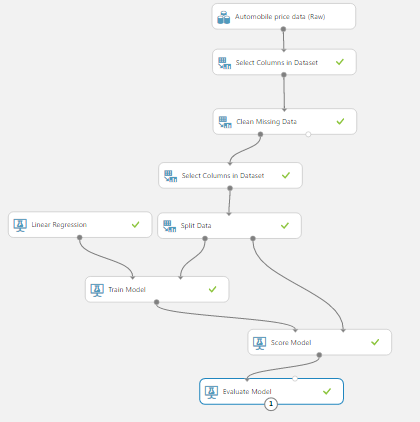 Automobile price data (Raw)
Select Columns in Dataset
Clean Missing Data
Select Columns in Dataset
Linear Regression
Split Data
Train Model
Score Model
Evaluate Model
1